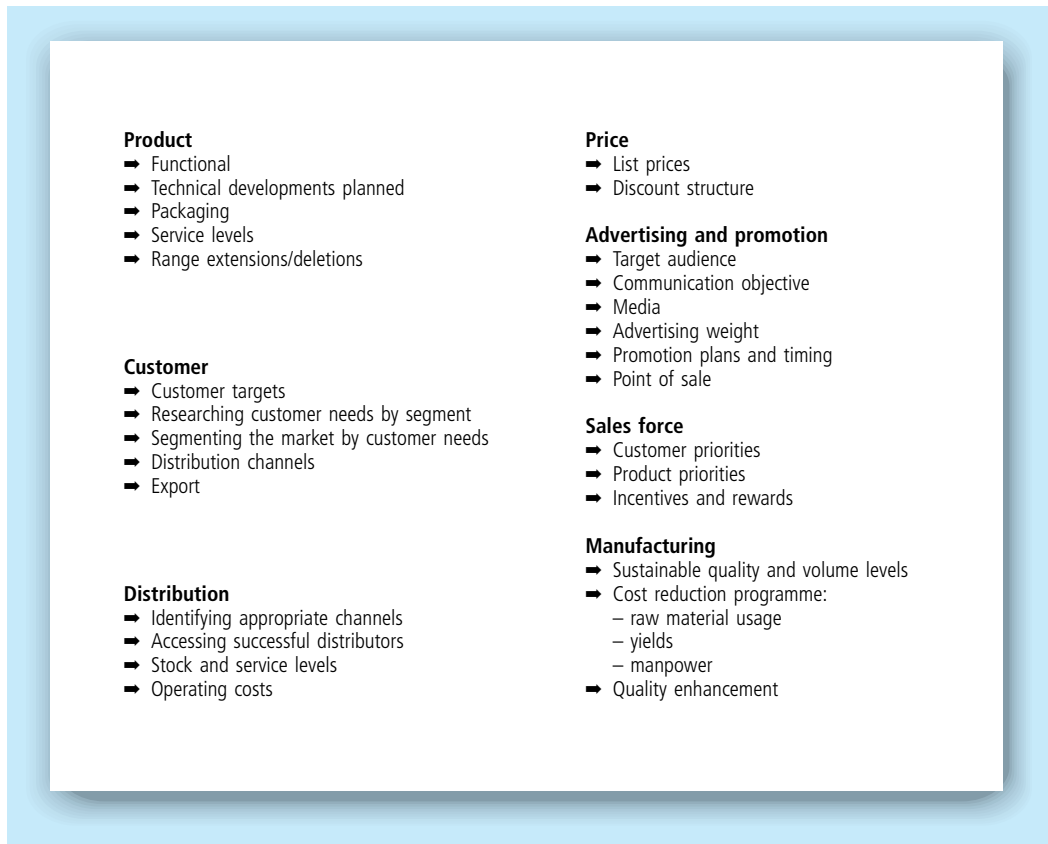 Product
➡ Functional
➡ Technical developments planned
➡ Packaging
➡ Service levels
➡ Range extensions/deletions
Customer
➡ Customer targets
➡ Researching customer needs by segment
➡ Segmenting the market by customer needs
➡ Distribution channels
➡ Export
Distribution
➡ Identifying appropriate channels
➡ Accessing successful distributors
➡ Stock and service levels
➡ Operating costs
Price
➡ List prices
➡ Discount structure
Advertising and promotion
➡ Target audience
➡ Communication objective
➡ Media
➡ Advertising weight
➡ Promotion plans and timing
➡ Point of sale
Sales force
➡ Customer priorities
➡ Product priorities
➡ Incentives and rewards
Manufacturing
➡ Sustainable quality and volume levels
➡ Cost reduction programme:
– raw material usage
– yields
– manpower
➡ Quality enhancement